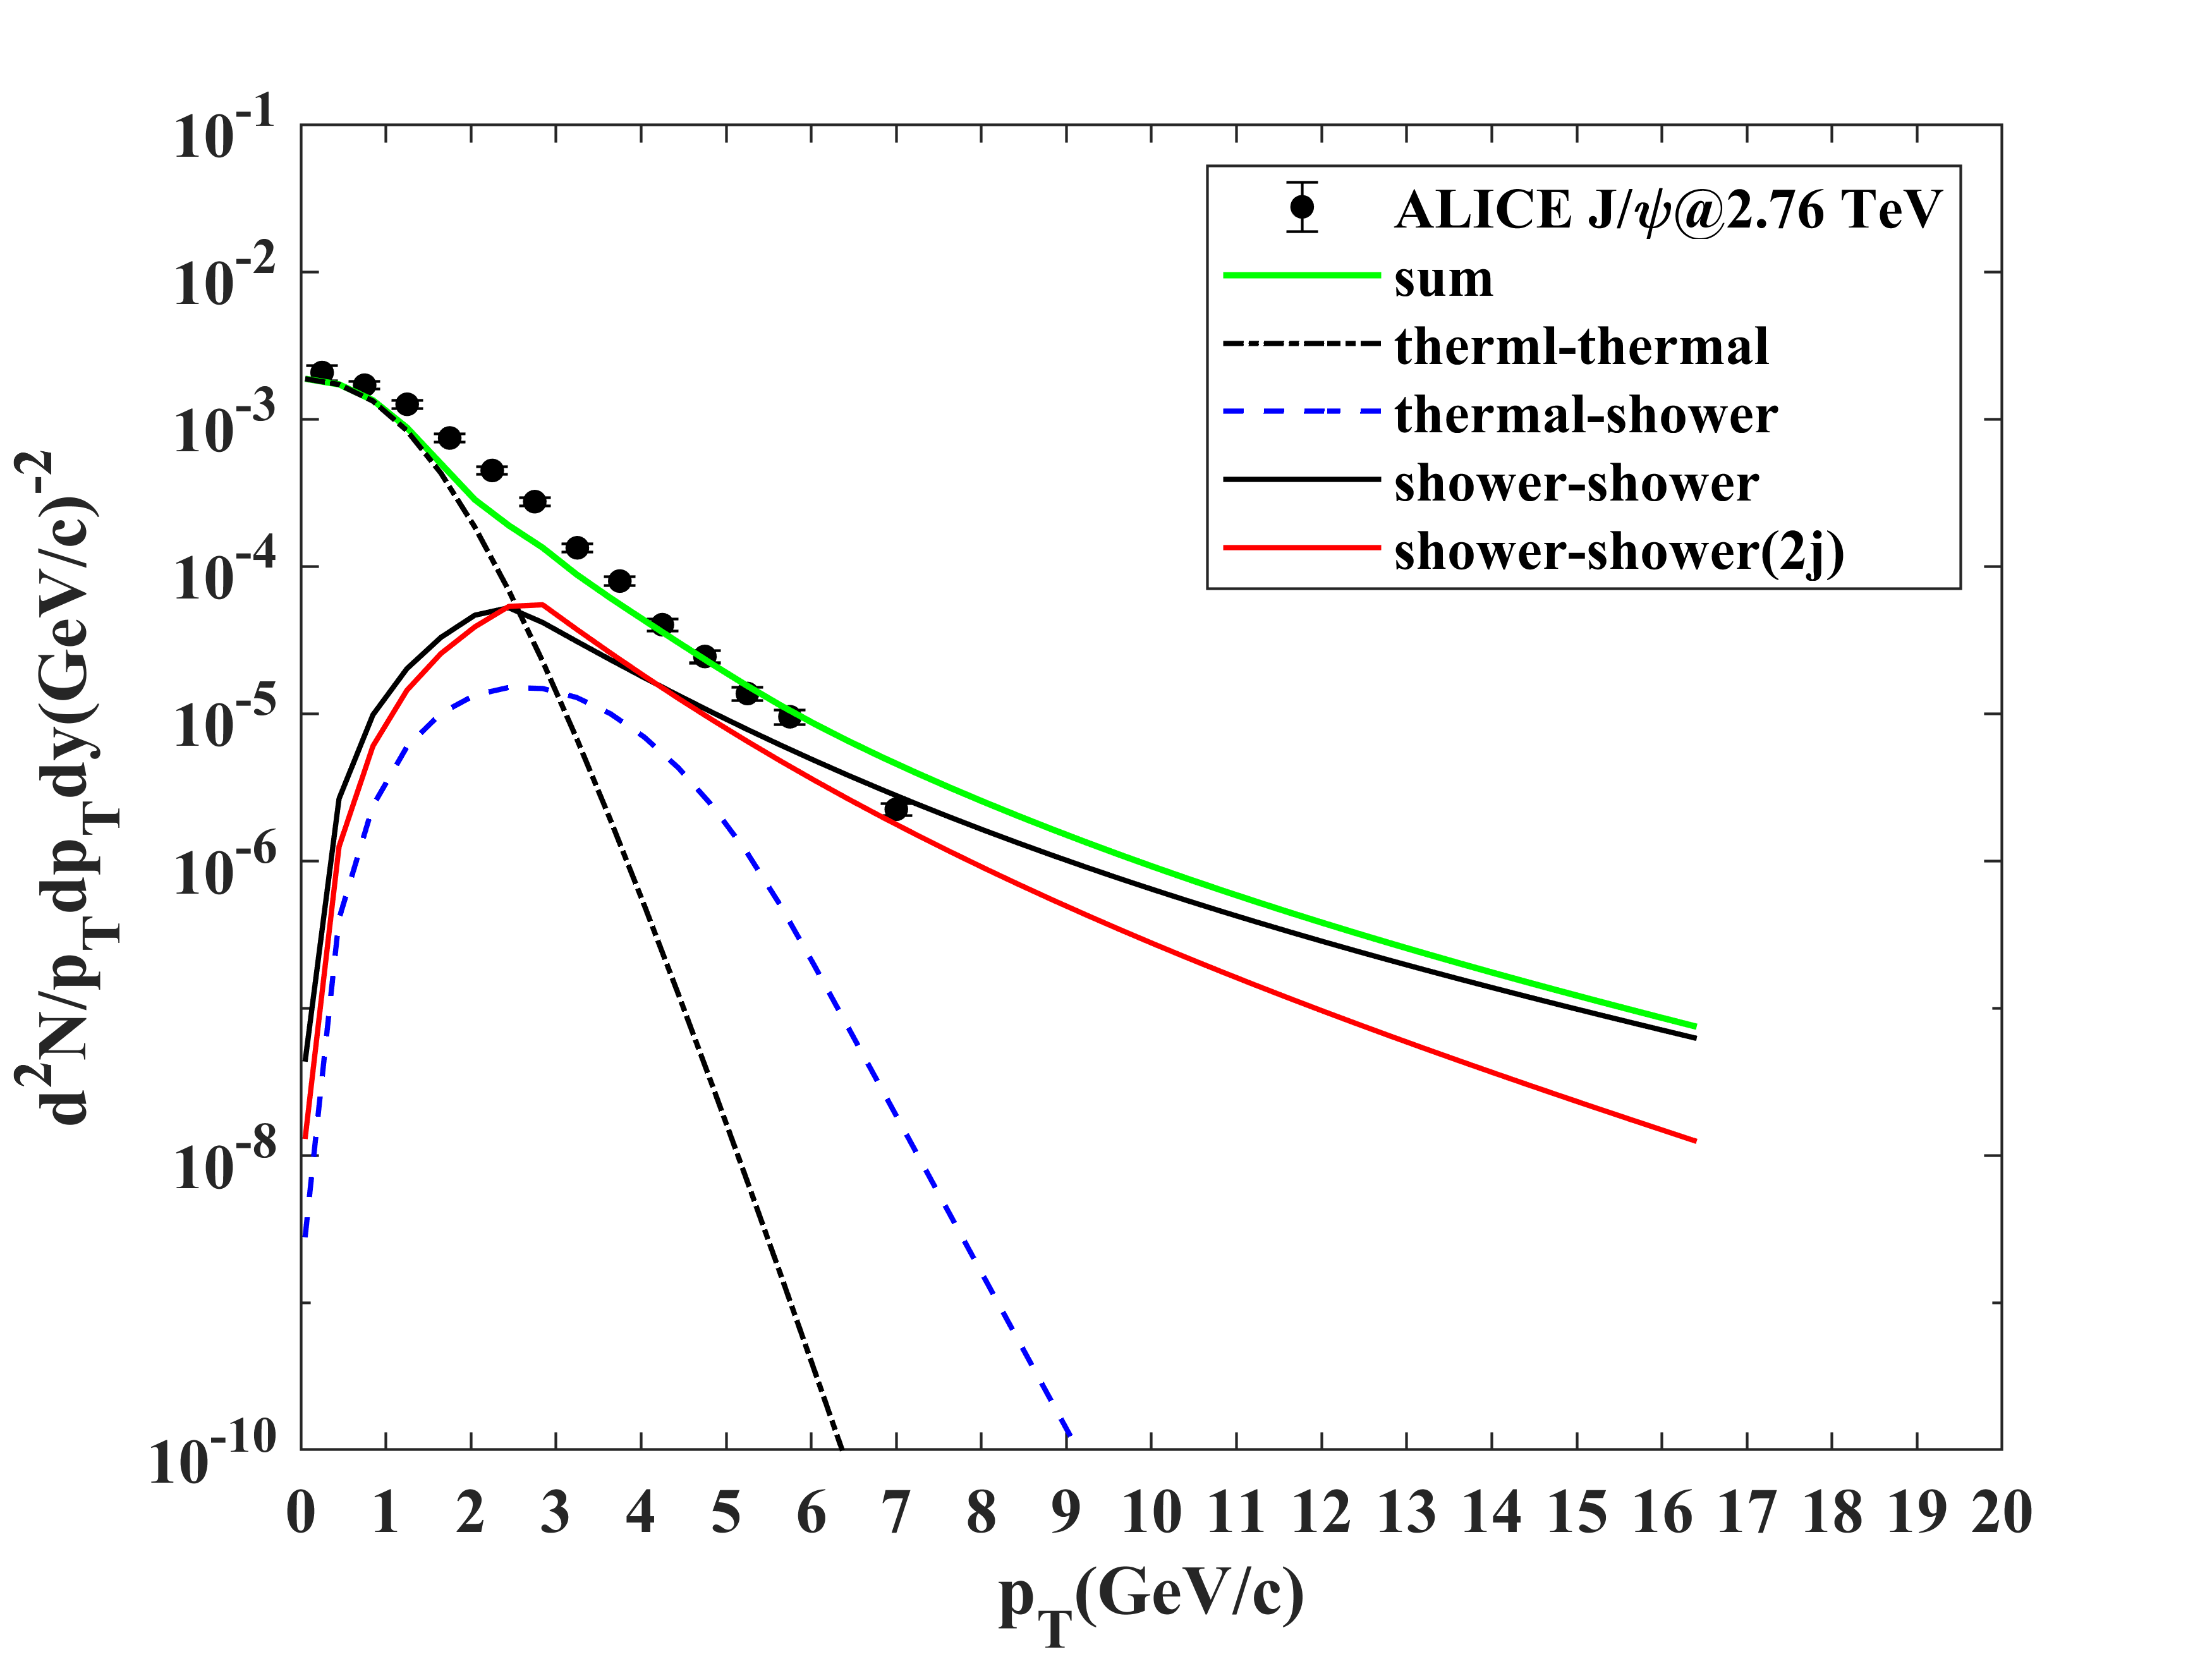 d²N/p_Tdp_Tdy(GeV/c)⁻²
10⁻¹
10⁻²
10⁻³
10⁻⁴
10⁻⁵
10⁻⁶
10⁻⁸
10⁻¹⁰
ALICE J/ψ@2.76 TeV
sum
therml-thermal
thermal-shower
shower-shower
shower-shower(2j)
0 1 2 3 4 5 6 7 8 9 10 11 12 13 14 15 16 17 18 19 20
p_T(GeV/c)